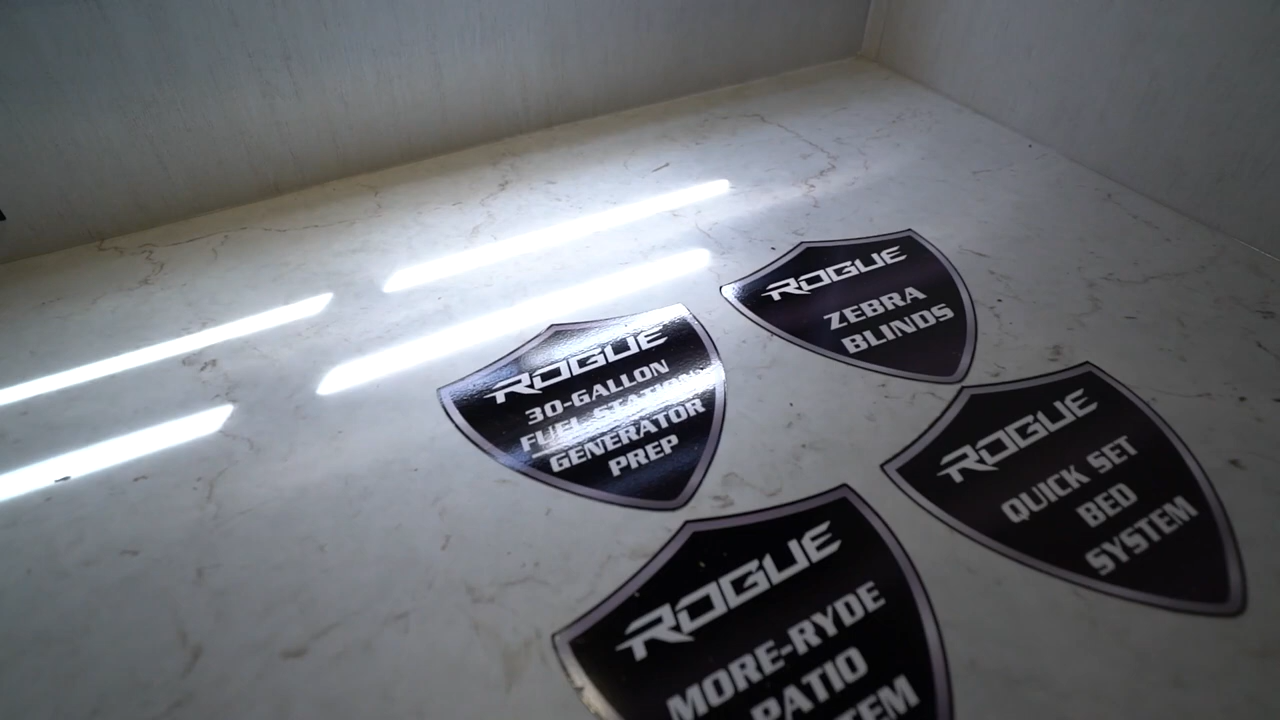 ROGUE
ZEBRA
BLINDS
ROGUE
30-GALLON
FUEL STATION
GENERATOR
PREP
ROGUE
QUICK SET
BED
SYSTEM
ROGUE
MORE-RYDE
PATIO